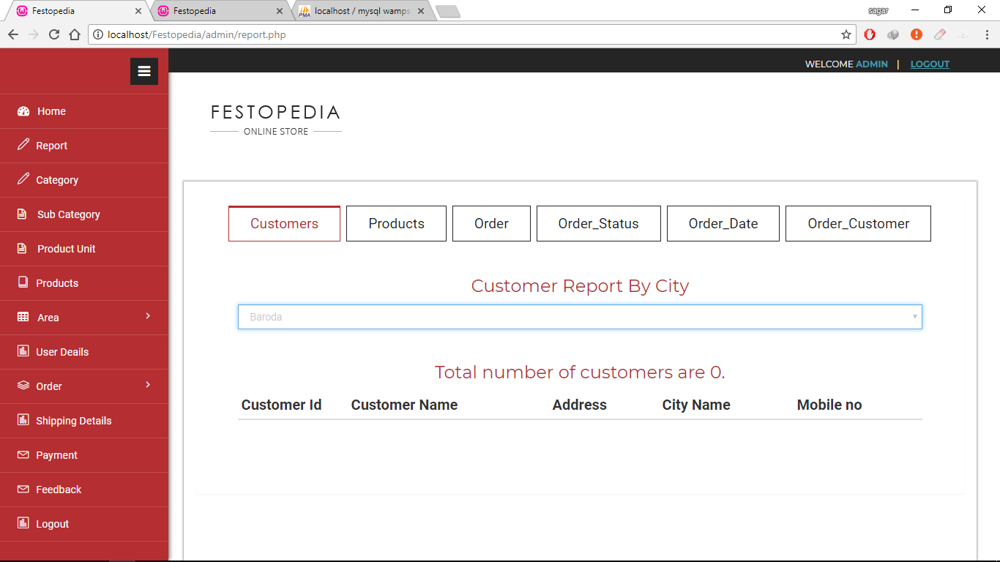 Festopedia
Festopedia
localhost / mysql wamps
sagar
localhost/Festopedia/admin/report.php
WELCOME ADMIN | LOGOUT
Home
Report
Category
Sub Category
Product Unit
Products
Area
User Deails
Order
Shipping Details
Payment
Feedback
Logout
FESTOPEDIA
ONLINE STORE
Customers Products Order Order_Status Order_Date Order_Customer
Customer Report By City
Baroda
Total number of customers are 0.
Customer Id Customer Name Address City Name Mobile no